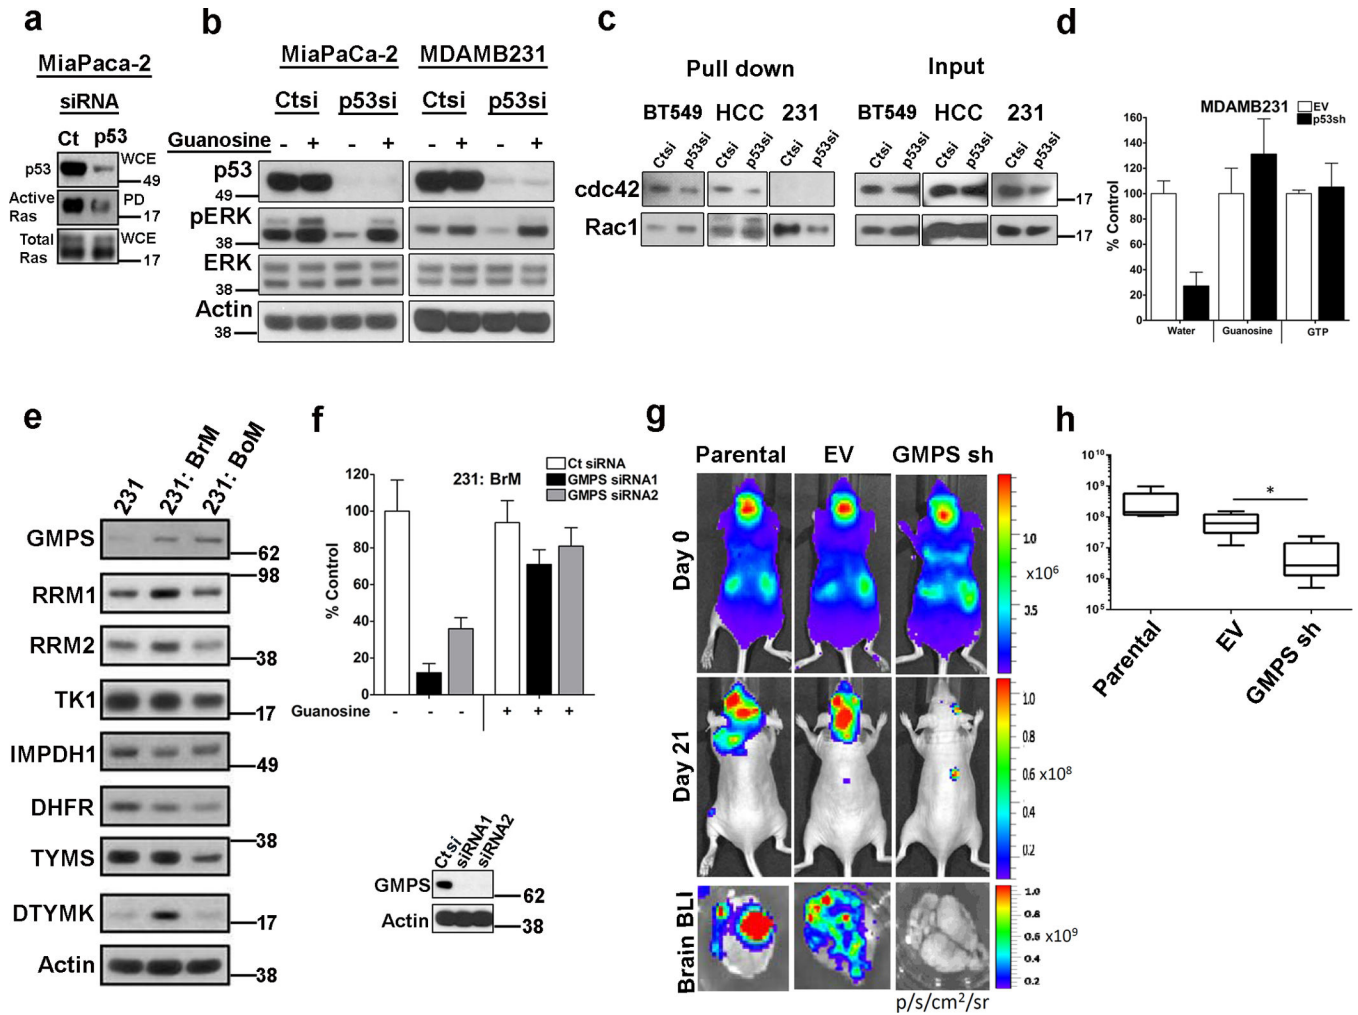 a
MiaPaca-2
siRNA
Ct p53
p53
WCE
49
Active
Ras
PD
17
Total
Ras
WCE
17
b
MiaPaCa-2 MDAMB231
Ctsi p53si Ctsi p53si
Guanosine - + - + - + - +
p53
49
pERK
38
ERK
38
Actin
38
c
Pull down Input
BT549 HCC 231 BT549 HCC 231
Ctsi p53si Ctsi p53si Ctsi p53si Ctsi p53si Ctsi p53si Ctsi p53si
cdc42
17
Rac1
17
d
MDAMB231
EV
p53sh
% Control
160
140
120
100
80
60
40
20
0
Water Guanosine GTP
e
231 231: BrM 231: BoM
GMPS
62
98
RRM1
RRM2
38
TK1
17
IMPDH1
49
DHFR
38
TYMS
DTYMK
17
Actin
38
f
Ct siRNA
GMPS siRNA1
GMPS siRNA2
231: BrM
% Control
120
100
80
60
40
20
0
Guanosine - - - + + +
Ctsi siRNA1 siRNA2
GMPS
62
Actin
38
g
Parental EV GMPS sh
Day 0
10
x10⁶
35
Day 21
1.0
0.6 x10⁸
0.2
Brain BLI
1.0
0.8
0.6 x10⁹
0.4
0.2
p/s/cm²/sr
h
10¹⁰
10⁹
10⁸
10⁷
10⁶
10⁵
*
Parental
EV
GMPS sh